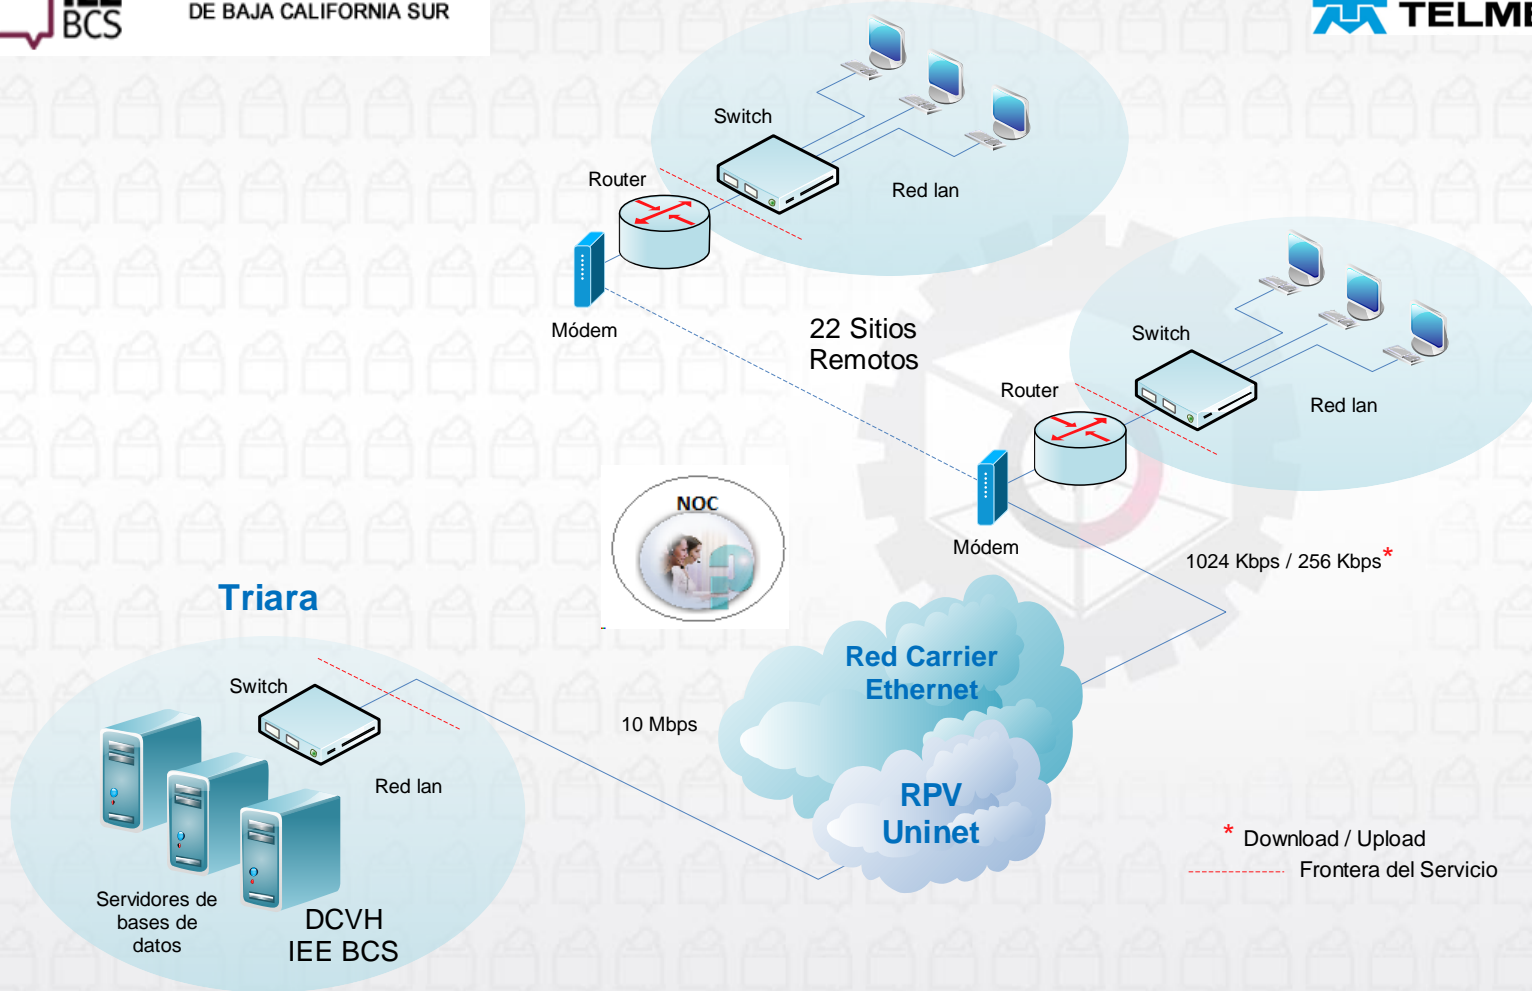 BCS
DE BAJA CALIFORNIA SUR
Switch
Router
Red lan
Módem
22 Sitios
Remotos
Switch
Router
Red lan
NOC
Módem
1024 Kbps / 256 Kbps*
Triara
Red Carrier
Ethernet
Switch
10 Mbps
Red lan
RPV
Uninet
* Download / Upload
Frontera del Servicio
Servidores de
bases de
datos
DCVH
IEE BCS